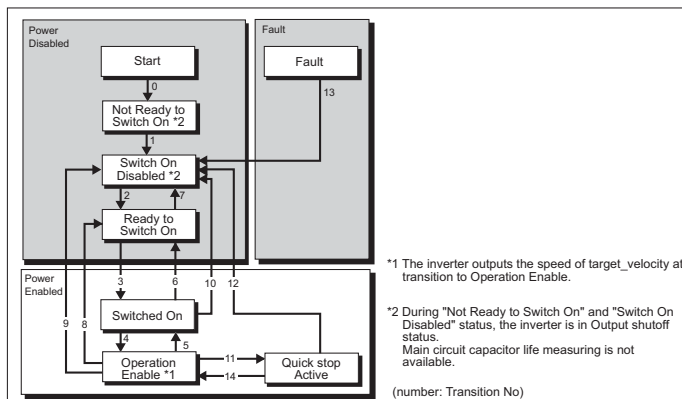 Power
Disabled
Fault
Start
Fault
0
13
Not Ready to
Switch On *2
1
Switch On
Disabled *2
2
7
Ready to
Switch On
*1 The inverter outputs the speed of target_velocity at
transition to Operation Enable.
Power
Enabled
3
6
10
12
9
8
Switched On
*2 During "Not Ready to Switch On" and "Switch On
Disabled" status, the inverter is in Output shutoff
status.
Main circuit capacitor life measuring is not
available.
4
5
Operation
Enable *1
11
14
Quick stop
Active
(number: Transition No)